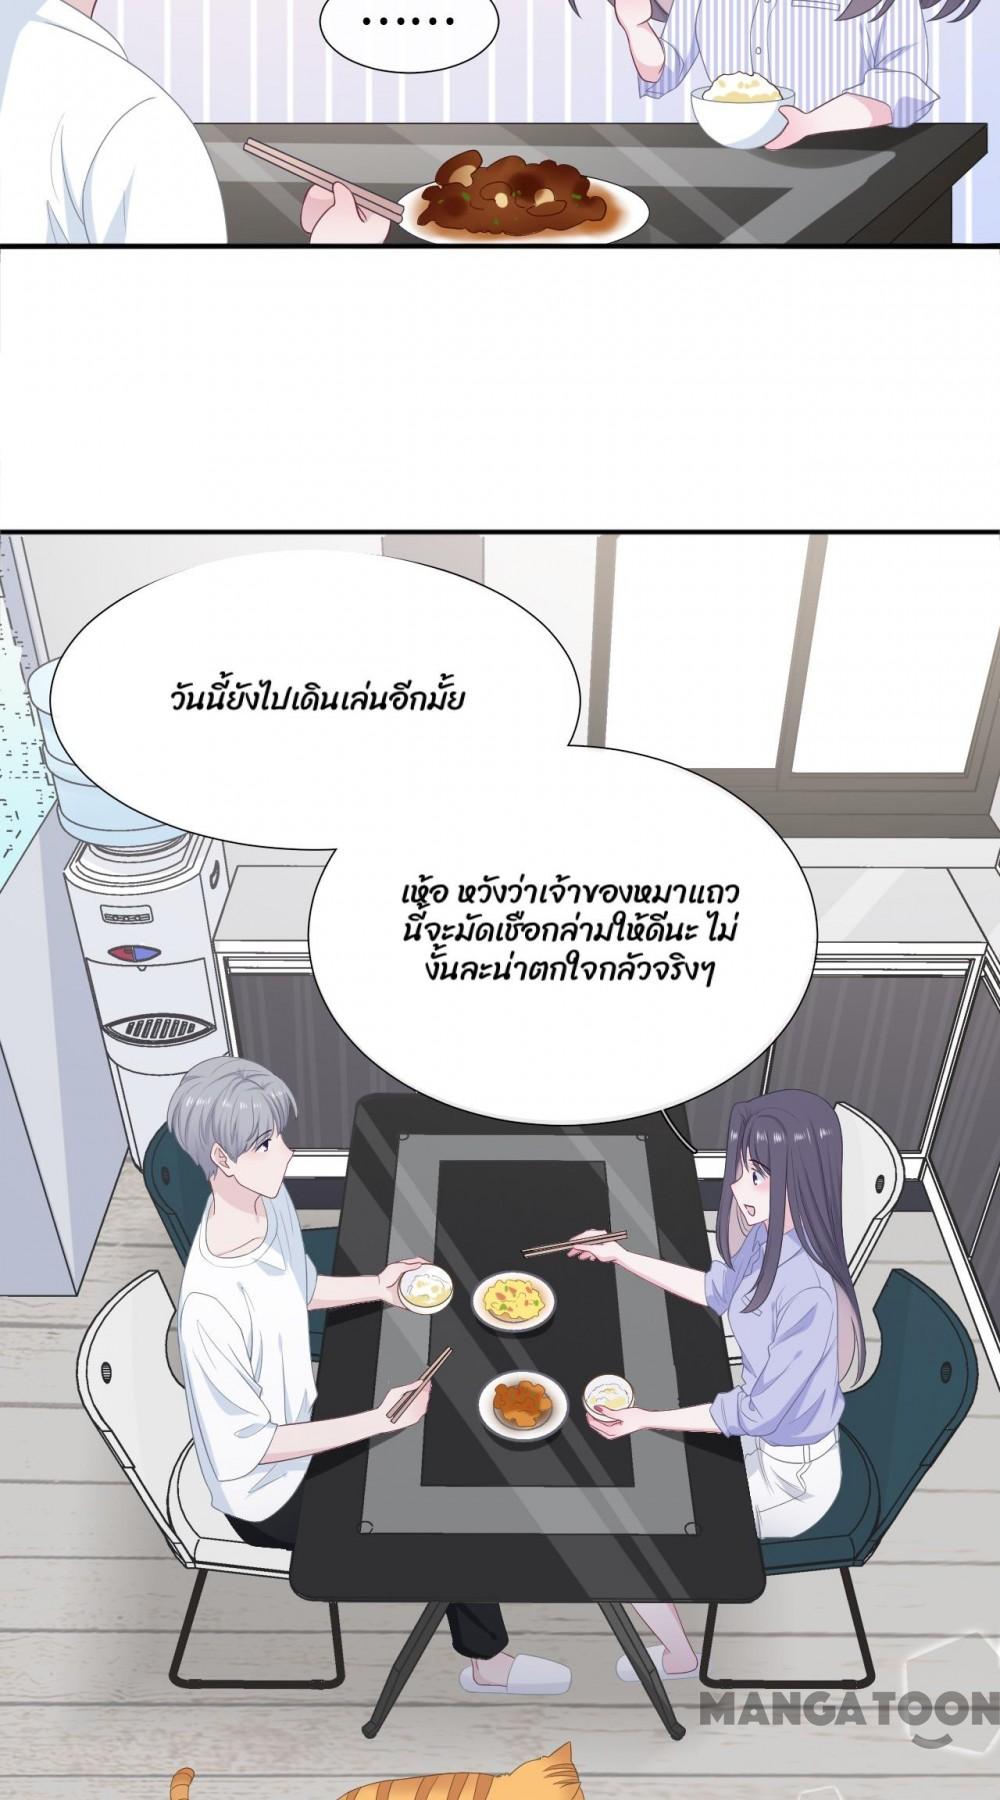 ......
วันนี้ยังไปเดินเล่นอีกมั้ย
เห้อ หวังว่าเจ้าของหมาแถว
นี้จะมัดเชือกล่ามให้ดีนะ ไม่
งั้นละน่าตกใจกลัวจริงๆ
MANGATOON